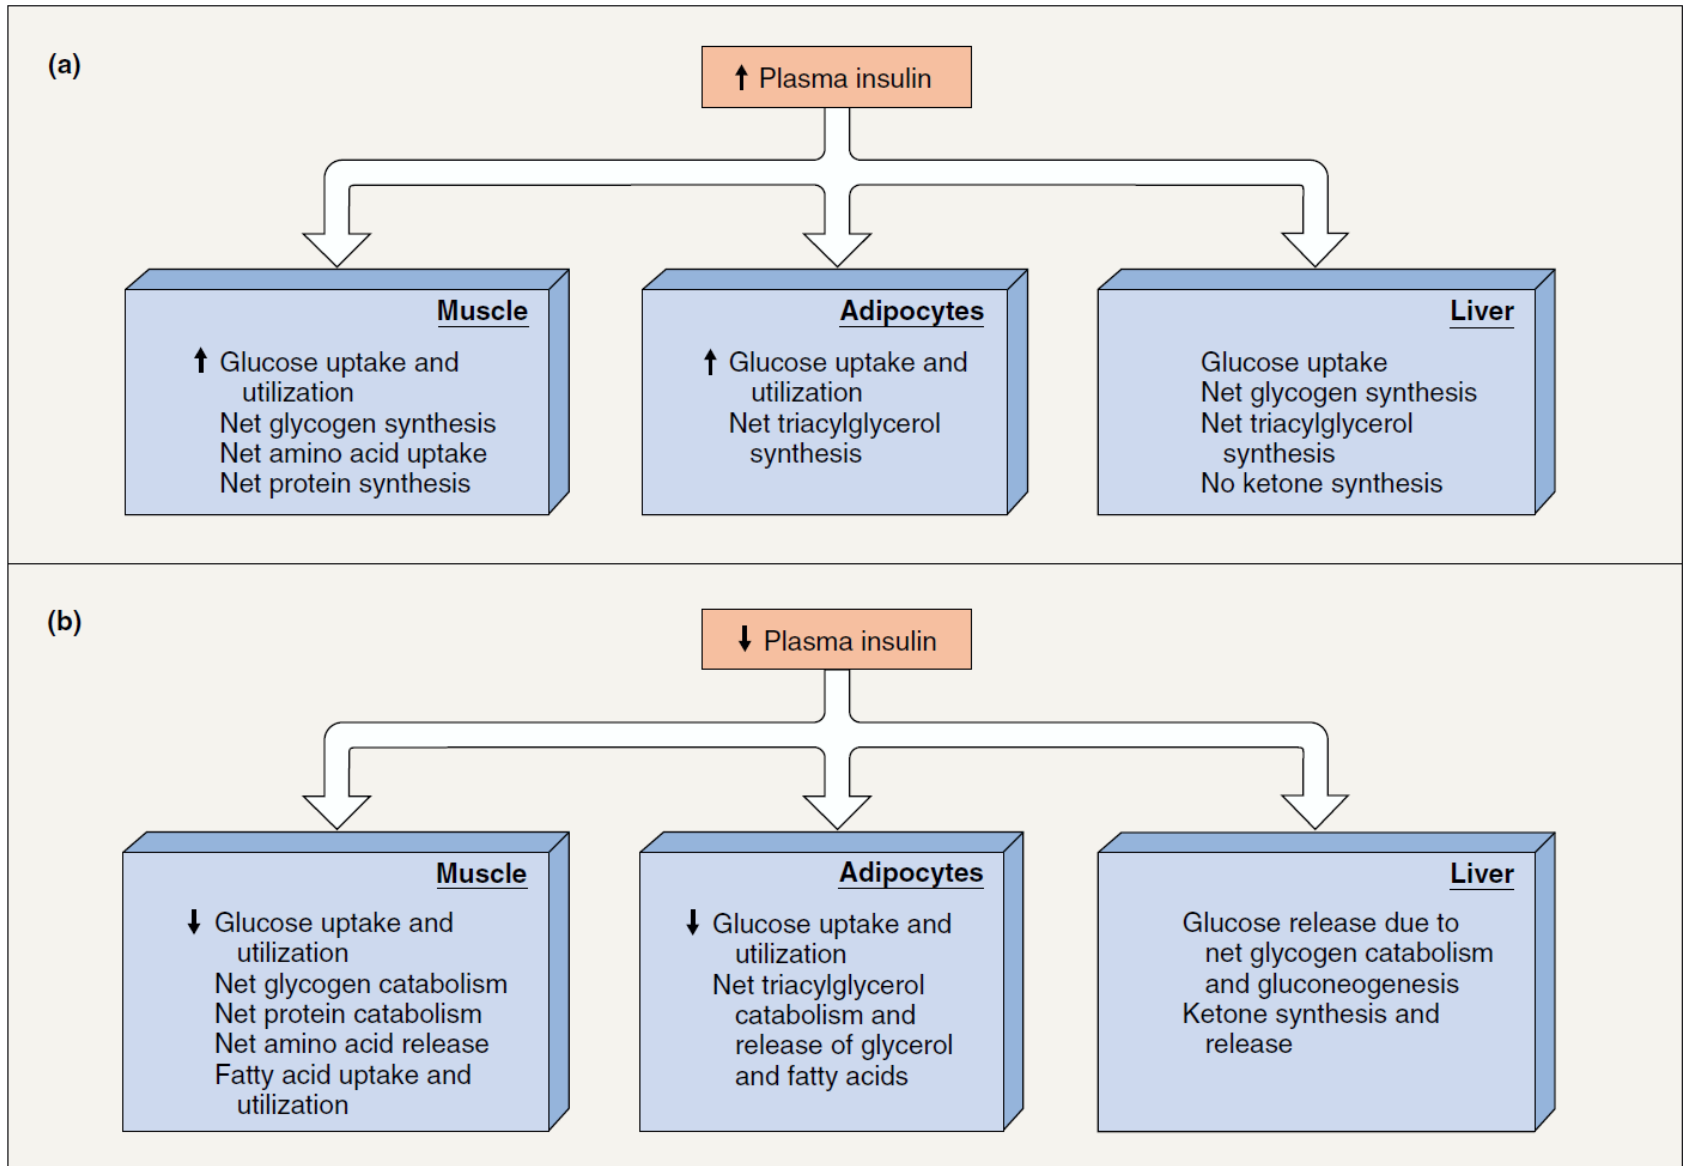 (a)
↑ Plasma insulin
Muscle
↑ Glucose uptake and
utilization
Net glycogen synthesis
Net amino acid uptake
Net protein synthesis
Adipocytes
↑ Glucose uptake and
utilization
Net triacylglycerol
synthesis
Liver
Glucose uptake
Net glycogen synthesis
Net triacylglycerol
synthesis
No ketone synthesis
(b)
↓ Plasma insulin
Muscle
↓ Glucose uptake and
utilization
Net glycogen catabolism
Net protein catabolism
Net amino acid release
Fatty acid uptake and
utilization
Adipocytes
↓ Glucose uptake and
utilization
Net triacylglycerol
catabolism and
release of glycerol
and fatty acids
Liver
Glucose release due to
net glycogen catabolism
and gluconeogenesis
Ketone synthesis and
release